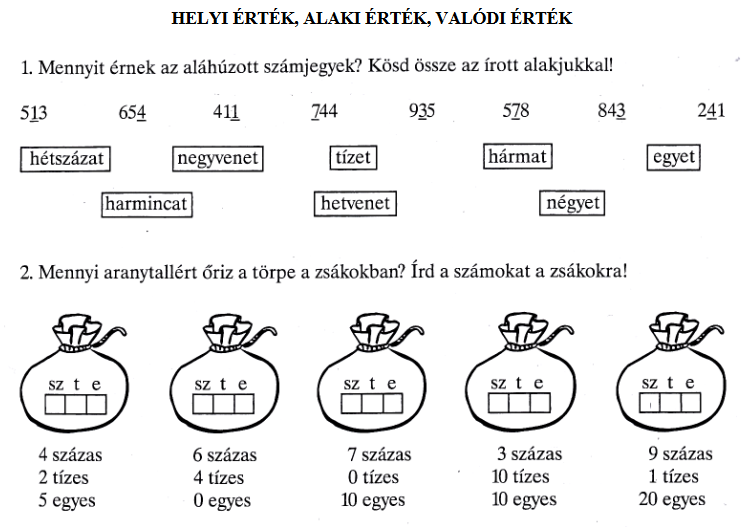 HELYI ÉRTÉK, ALAKI ÉRTÉK, VALÓDI ÉRTÉK
1. Mennyit érnek az aláhúzott számjegyek? Kösd össze az írott alakjukkal!
513 654 411 744 935 578 843 241
hétszázat negyvenet tízet hármat egyet
harmincat hetvenet négyet
2. Mennyi aranytallért őriz a törpe a zsákokban? Írd a számokat a zsákokra!
sz t e sz t e sz t e sz t e sz t e
4 százas 6 százas 7 százas 3 százas 9 százas
2 tízes 4 tízes 0 tízes 10 tízes 1 tízes
5 egyes 0 egyes 10 egyes 10 egyes 20 egyes